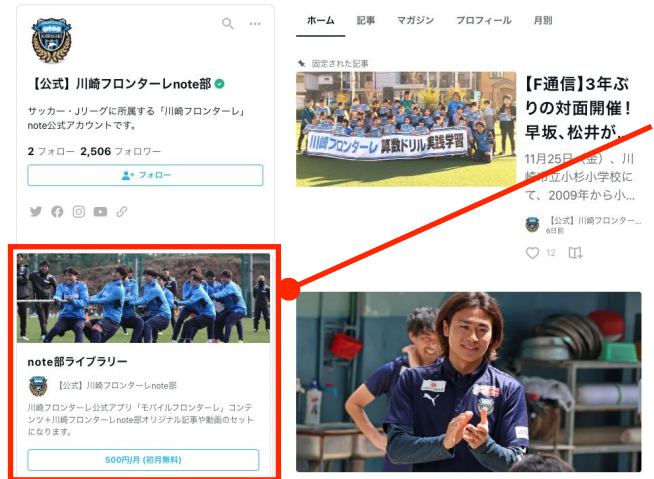 ホーム 記事 マガジン プロフィール 月別
【公式】川崎フロンターレnote部
サッカー・Jリーグに所属する「川崎フロンターレ」
note公式アカウントです。
2 フォロー 2,506 フォロワー
フォロー
note部ライブラリー
【公式】川崎フロンターレnote部
川崎フロンターレ公式アプリ「モバイルフロンターレ」コンテ
ンツ+川崎フロンターレnote部オリジナル記事や動画のセット
になります。
500円/月 (初月無料)
固定された記事
川崎フロンターレ 算数ドリル実践学習
【F通信】3年ぶ
りの対面開催!
早坂、松井が...
11月25日(金)、川
崎市立小杉小学校に
て、2009年から小...
【公式】川崎フロンター...
6日前
12